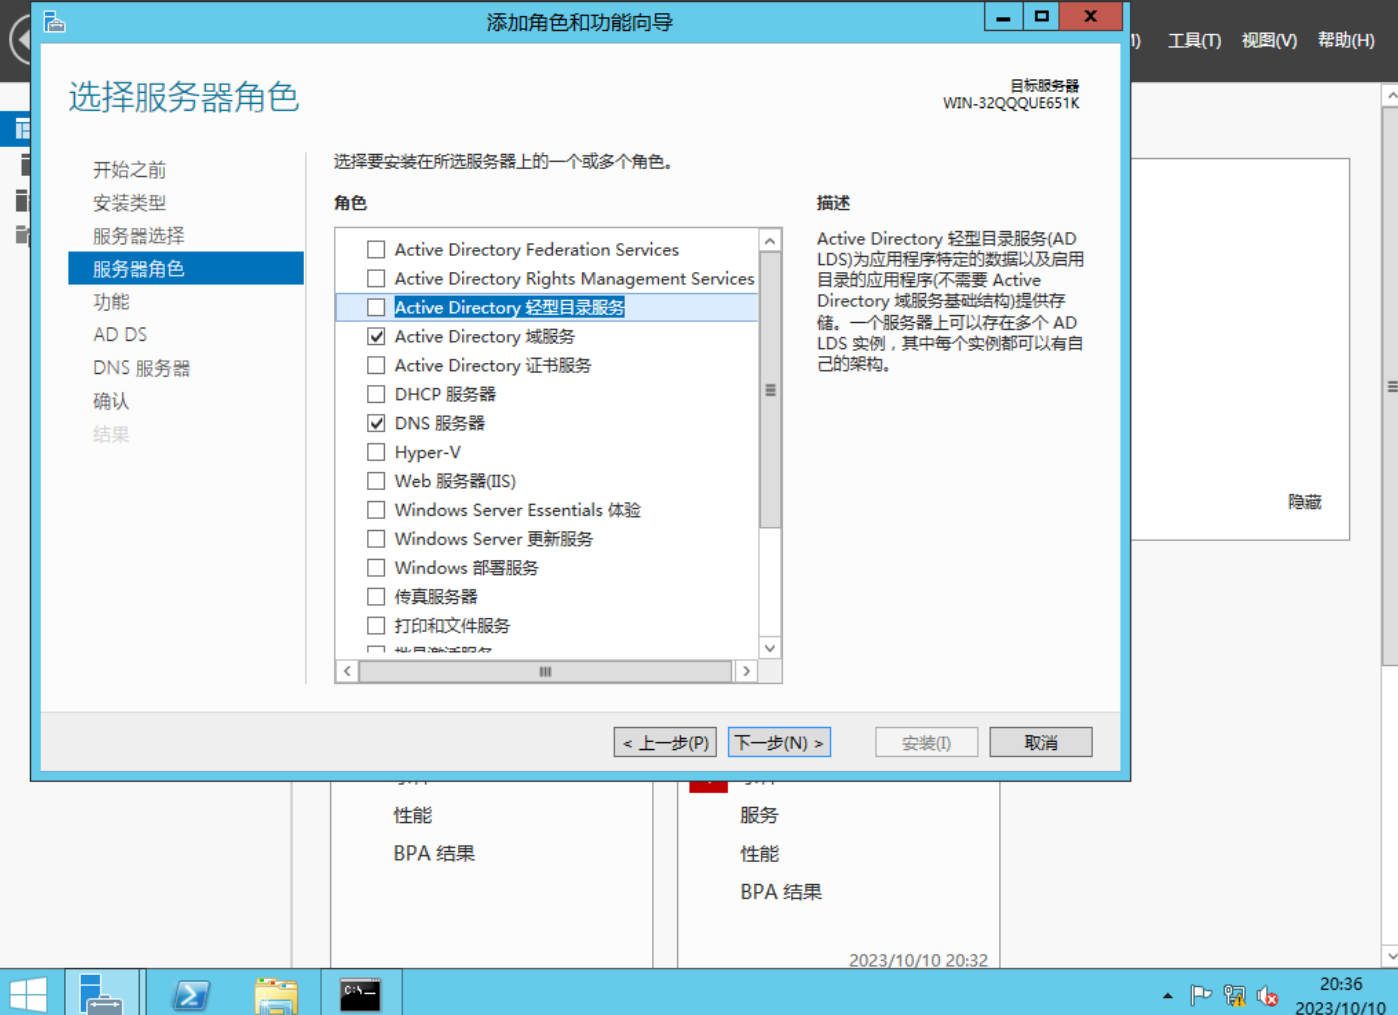 添加角色和功能向导
工具(T)
视图(V)
帮助(H)
选择服务器角色
目标服务器
WIN-32QQQUE651K
开始之前
安装类型
服务器选择
服务器角色
功能
AD DS
DNS 服务器
确认
结果
选择要安装在所选服务器上的一个或多个角色。
角色
Active Directory Federation Services
Active Directory Rights Management Services
Active Directory 轻型目录服务
Active Directory 域服务
Active Directory 证书服务
DHCP 服务器
DNS 服务器
Hyper-V
Web 服务器(IIS)
Windows Server Essentials 体验
Windows Server 更新服务
Windows 部署服务
传真服务器
打印和文件服务
批量激活服务
描述
Active Directory 轻型目录服务(AD
LDS)为应用程序特定的数据以及启用
目录的应用程序(不需要 Active
Directory 域服务基础结构)提供存
储。一个服务器上可以存在多个 AD
LDS 实例，其中每个实例都可以有自
己的架构。
隐藏
< 上一步(P)
下一步(N) >
安装(I)
取消
性能
BPA 结果
服务
性能
BPA 结果
2023/10/10 20:32
20:36
2023/10/10